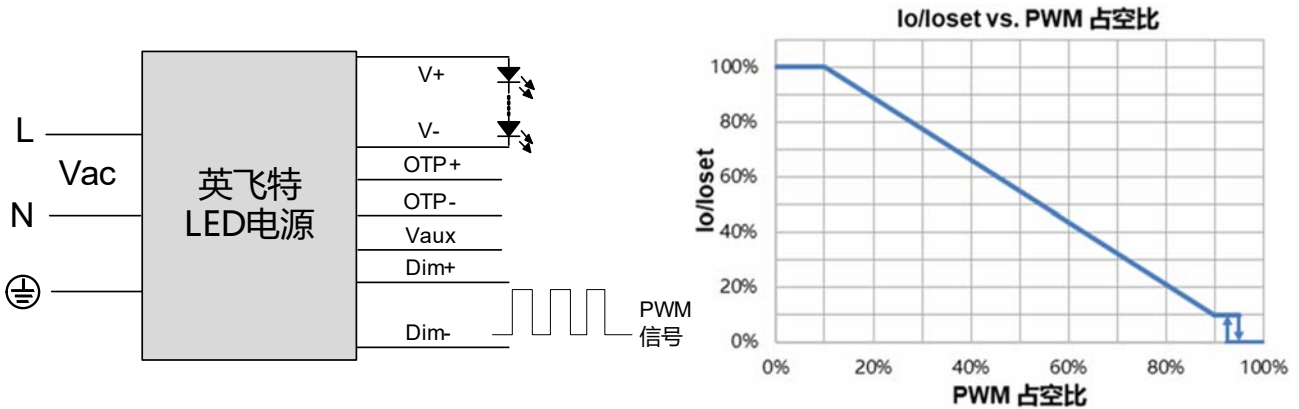 L
Vac
N
英飞特
LED电源
V+
V-
OTP+
OTP-
Vaux
Dim+
Dim-
PWM
信号
Io/Ioset vs. PWM 占空比
Io/Ioset
100%
80%
60%
40%
20%
0%
0% 20% 40% 60% 80% 100%
PWM 占空比